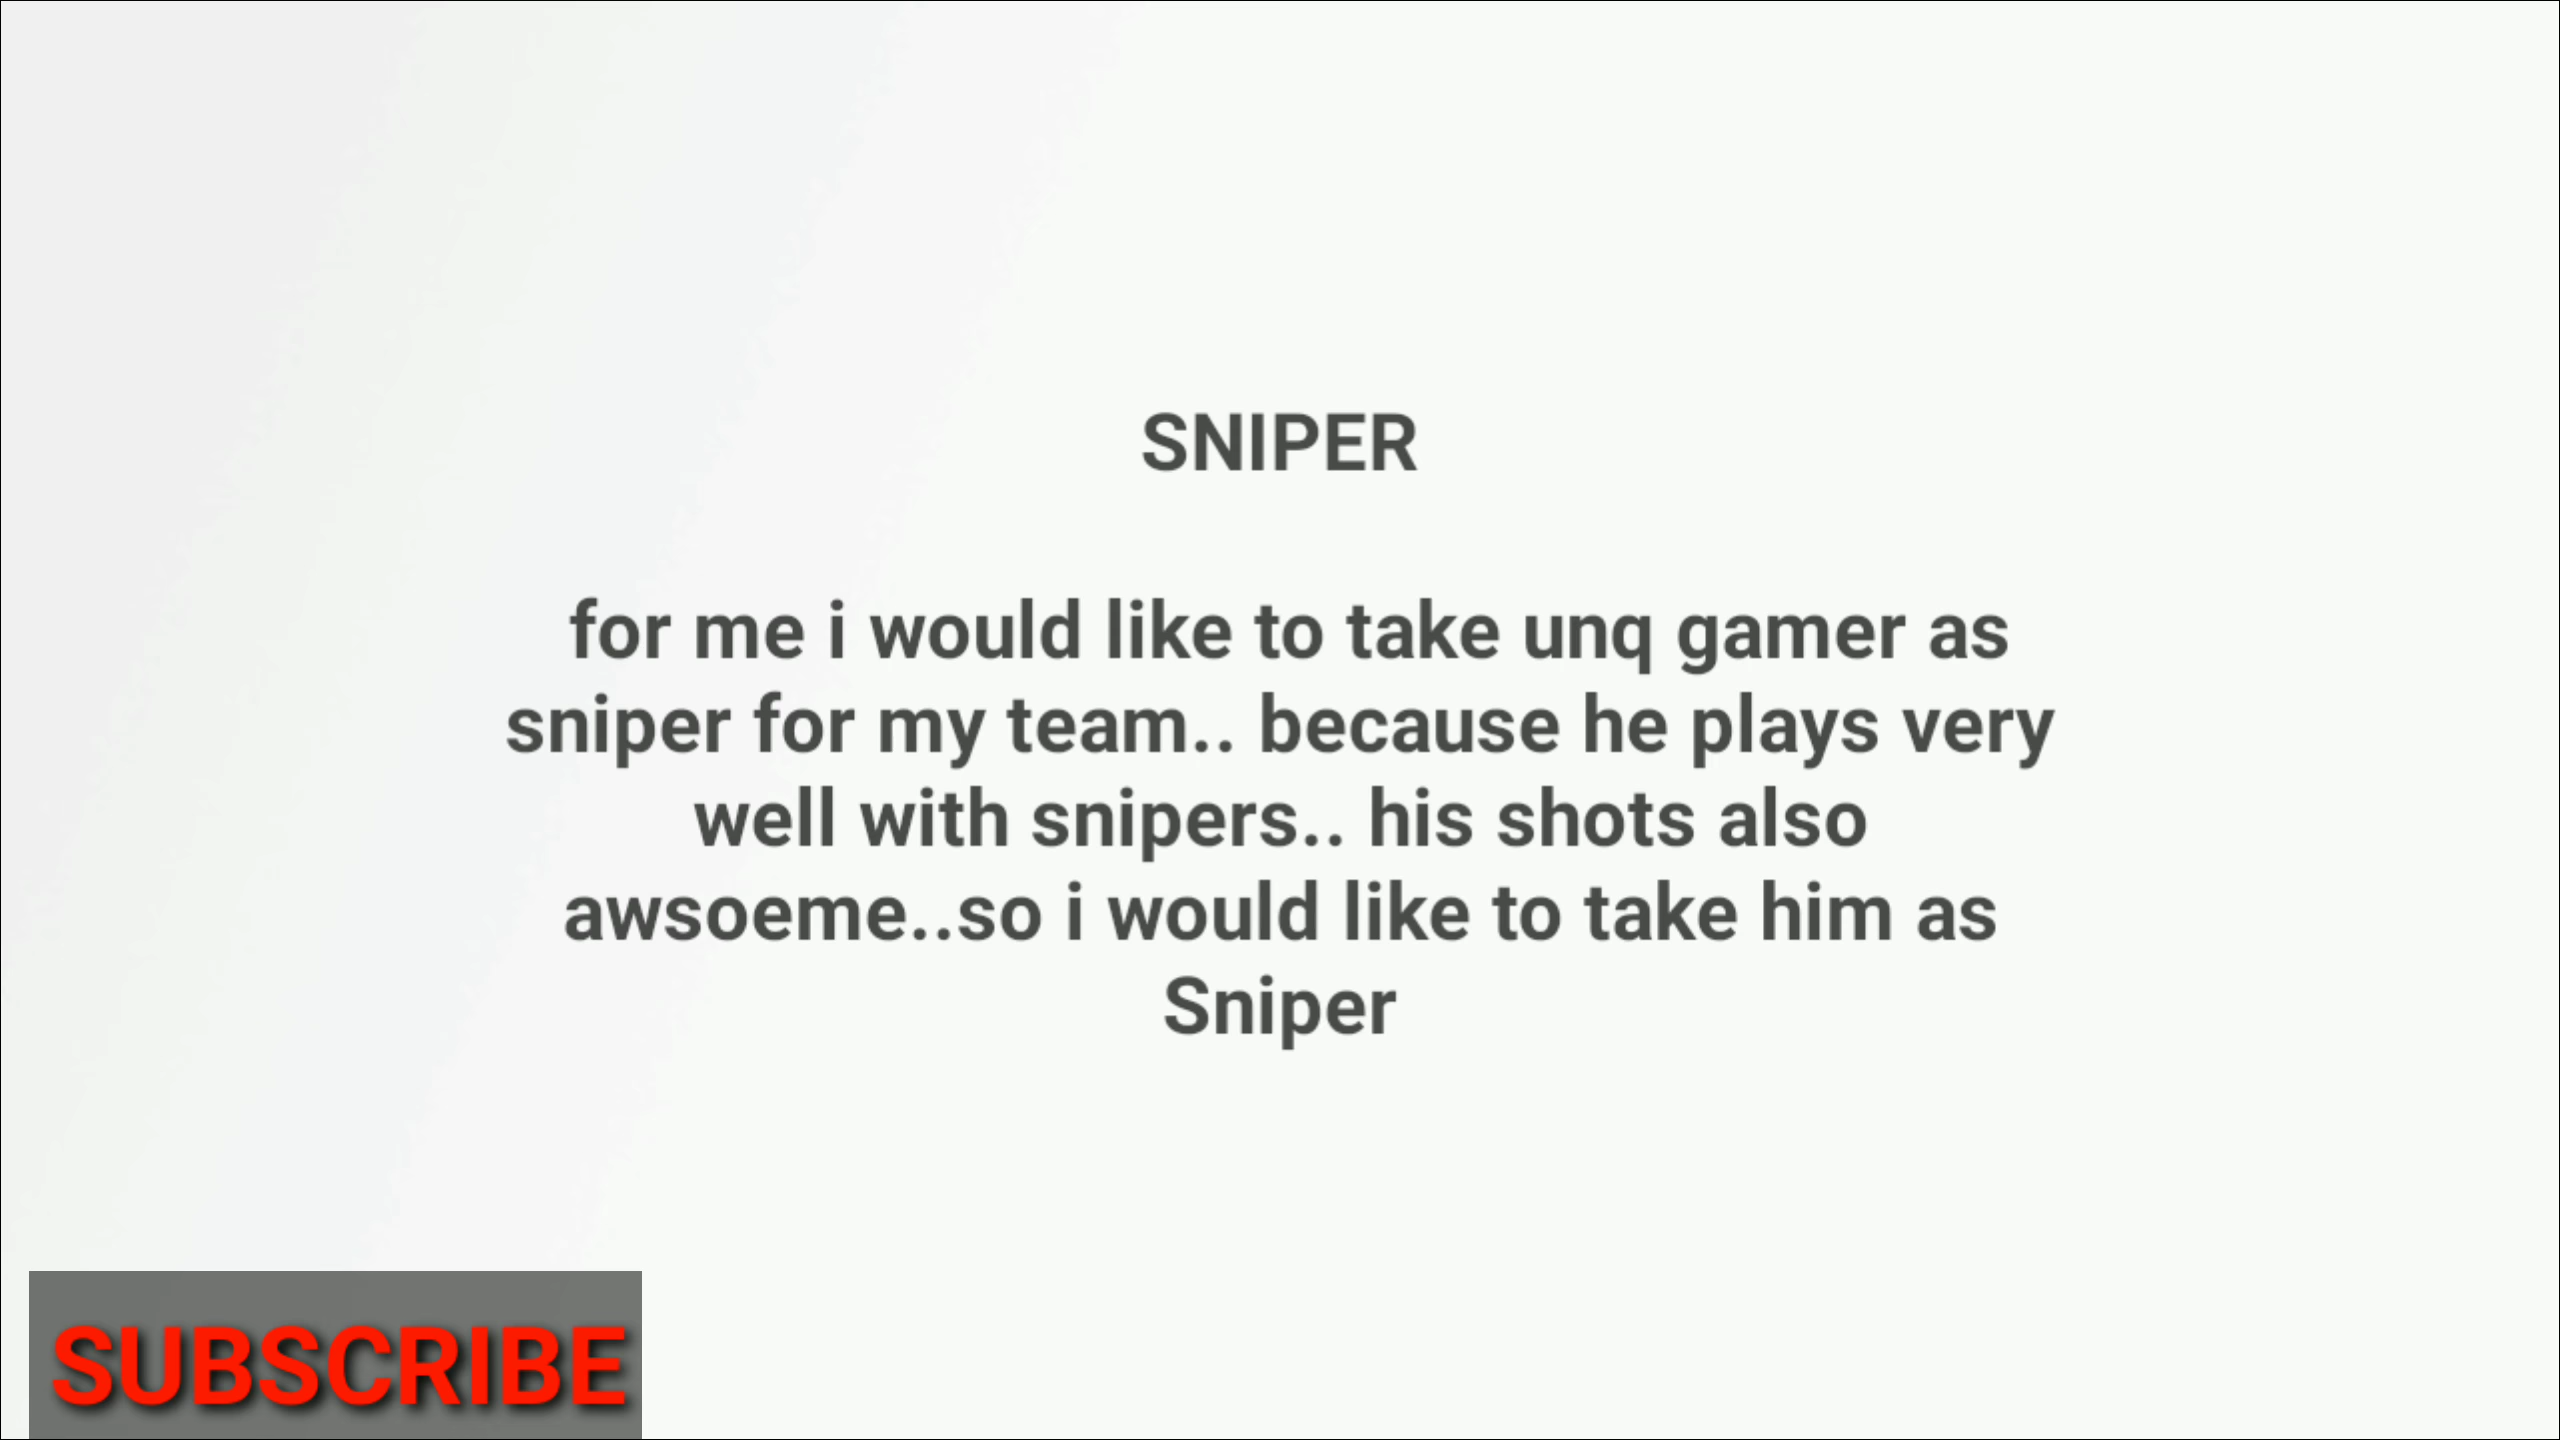 SNIPER
for me i would like to take unq gamer as
sniper for my team.. because he plays very
well with snipers.. his shots also
awsoeme..so i would like to take him as
Sniper
SUBSCRIBE